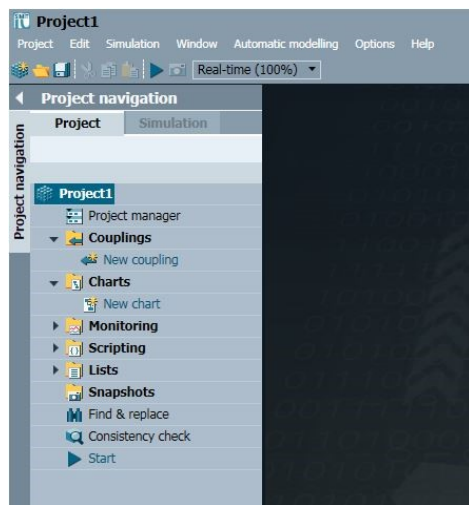 Project1
Project Edit Simulation Window Automatic modelling Options Help
Real-time (100%)
Project navigation
Project Simulation
Project navigation
Project1
Project manager
Couplings
New coupling
Charts
New chart
Monitoring
Scripting
Lists
Snapshots
Find & replace
Consistency check
Start